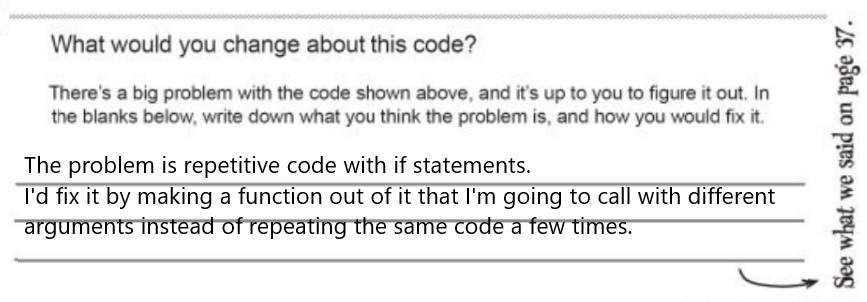 What would you change about this code?
There's a big problem with the code shown above, and it's up to you to figure it out. In
the blanks below, write down what you think the problem is, and how you would fix it.
The problem is repetitive code with if statements.
I'd fix it by making a function out of it that I'm going to call with different
arguments instead of repeating the same code a few times.
See what we said on page 37.